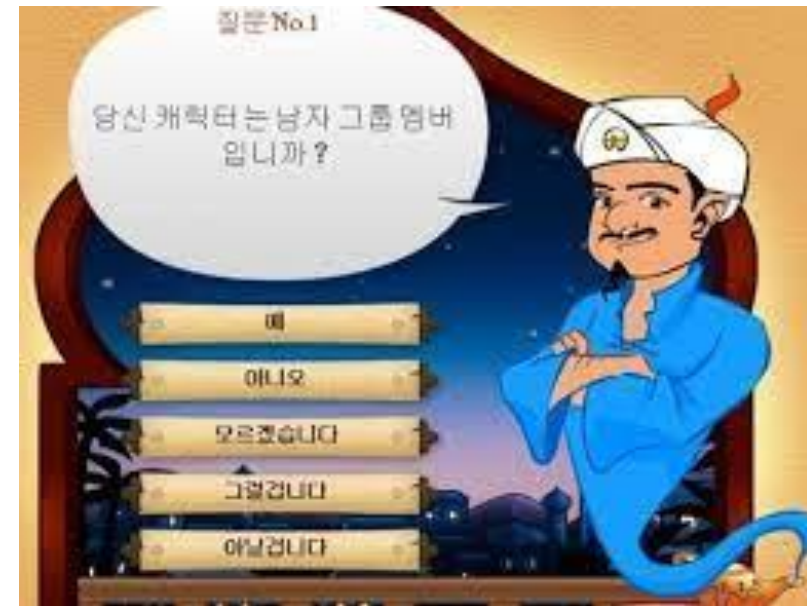 질문 No.1
당신 캐릭터는 남자 그룹 멤버
입니까 ?
예
아니오
모르겠습니다
그럴겁니다
아닐겁니다